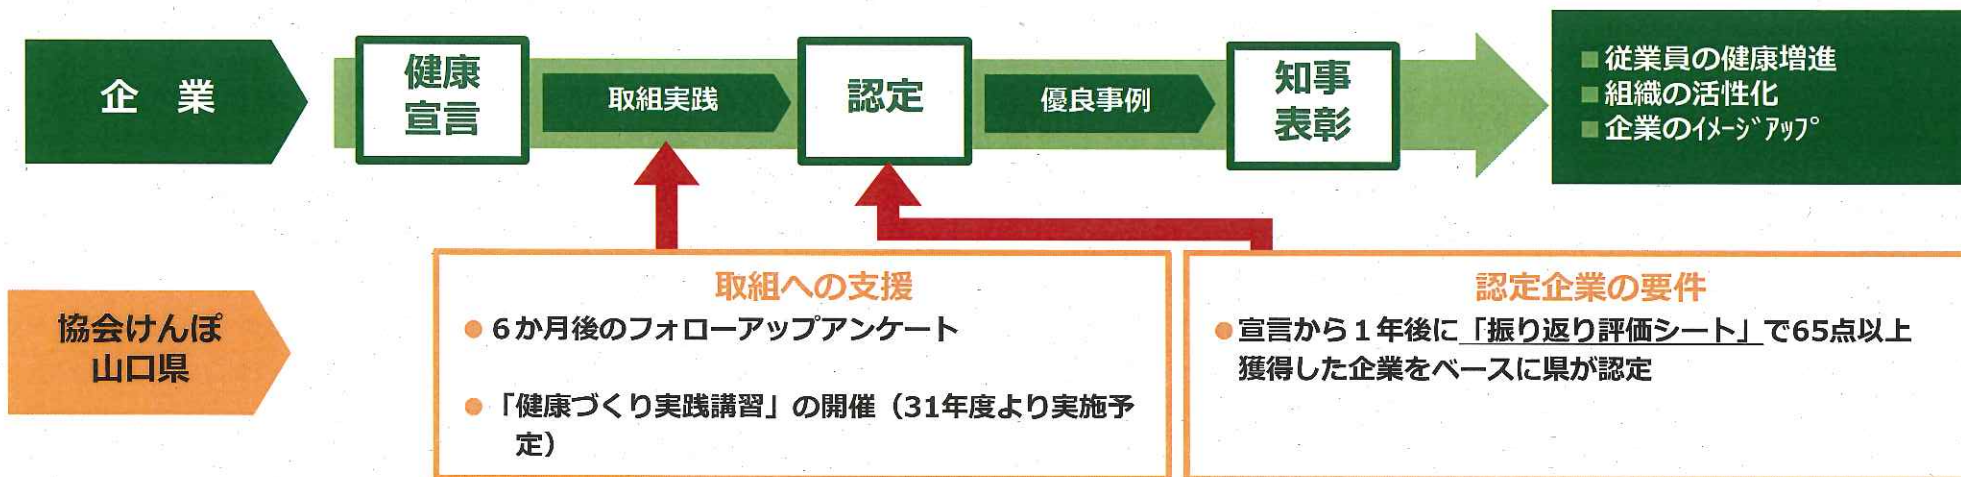 企 業
健康
宣言
取組実践
認定
優良事例
知事
表彰
■従業員の健康増進
■組織の活性化
■企業のｲﾒｰｼﾞｱｯﾌﾟ
協会けんぽ
山口県
取組への支援
●６か月後のフォローアップアンケート
●「健康づくり実践講習」の開催（31年度より実施予
定）
認定企業の要件
●宣言から１年後に「振り返り評価シート」で65点以上
獲得した企業をベースに県が認定